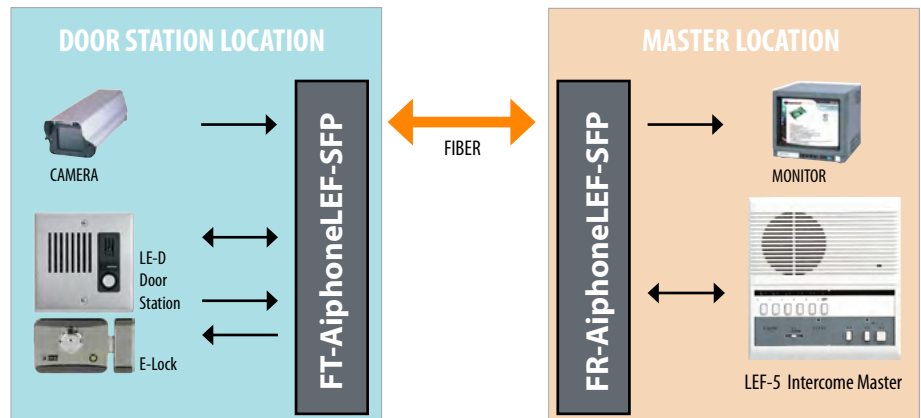 DOOR STATION LOCATION
CAMERA
LE-D
Door
Station
E-Lock
FT-AiphoneLEF-SFP
FIBER
MASTER LOCATION
FR-AiphoneLEF-SFP
MONITOR
LEF-5 Intercome Master